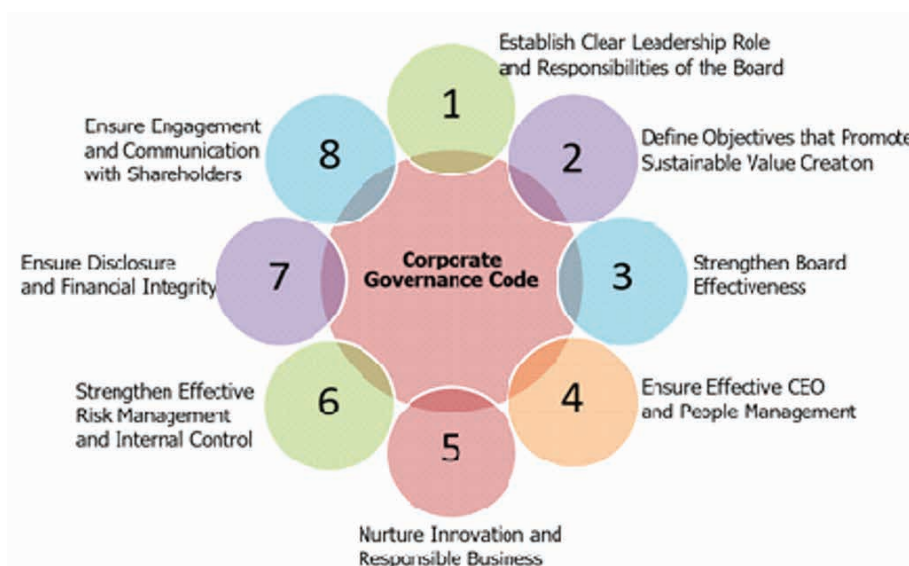 1
Establish Clear Leadership Role
and Responsibilities of the Board
2
Define Objectives that Promote
Sustainable Value Creation
3
Strengthen Board
Effectiveness
4
Ensure Effective CEO
and People Management
5
Nurture Innovation and
Responsible Business
6
Strengthen Effective
Risk Management
and Internal Control
7
Ensure Disclosure
and Financial Integrity
8
Ensure Engagement
and Communication
with Shareholders
Corporate
Governance Code